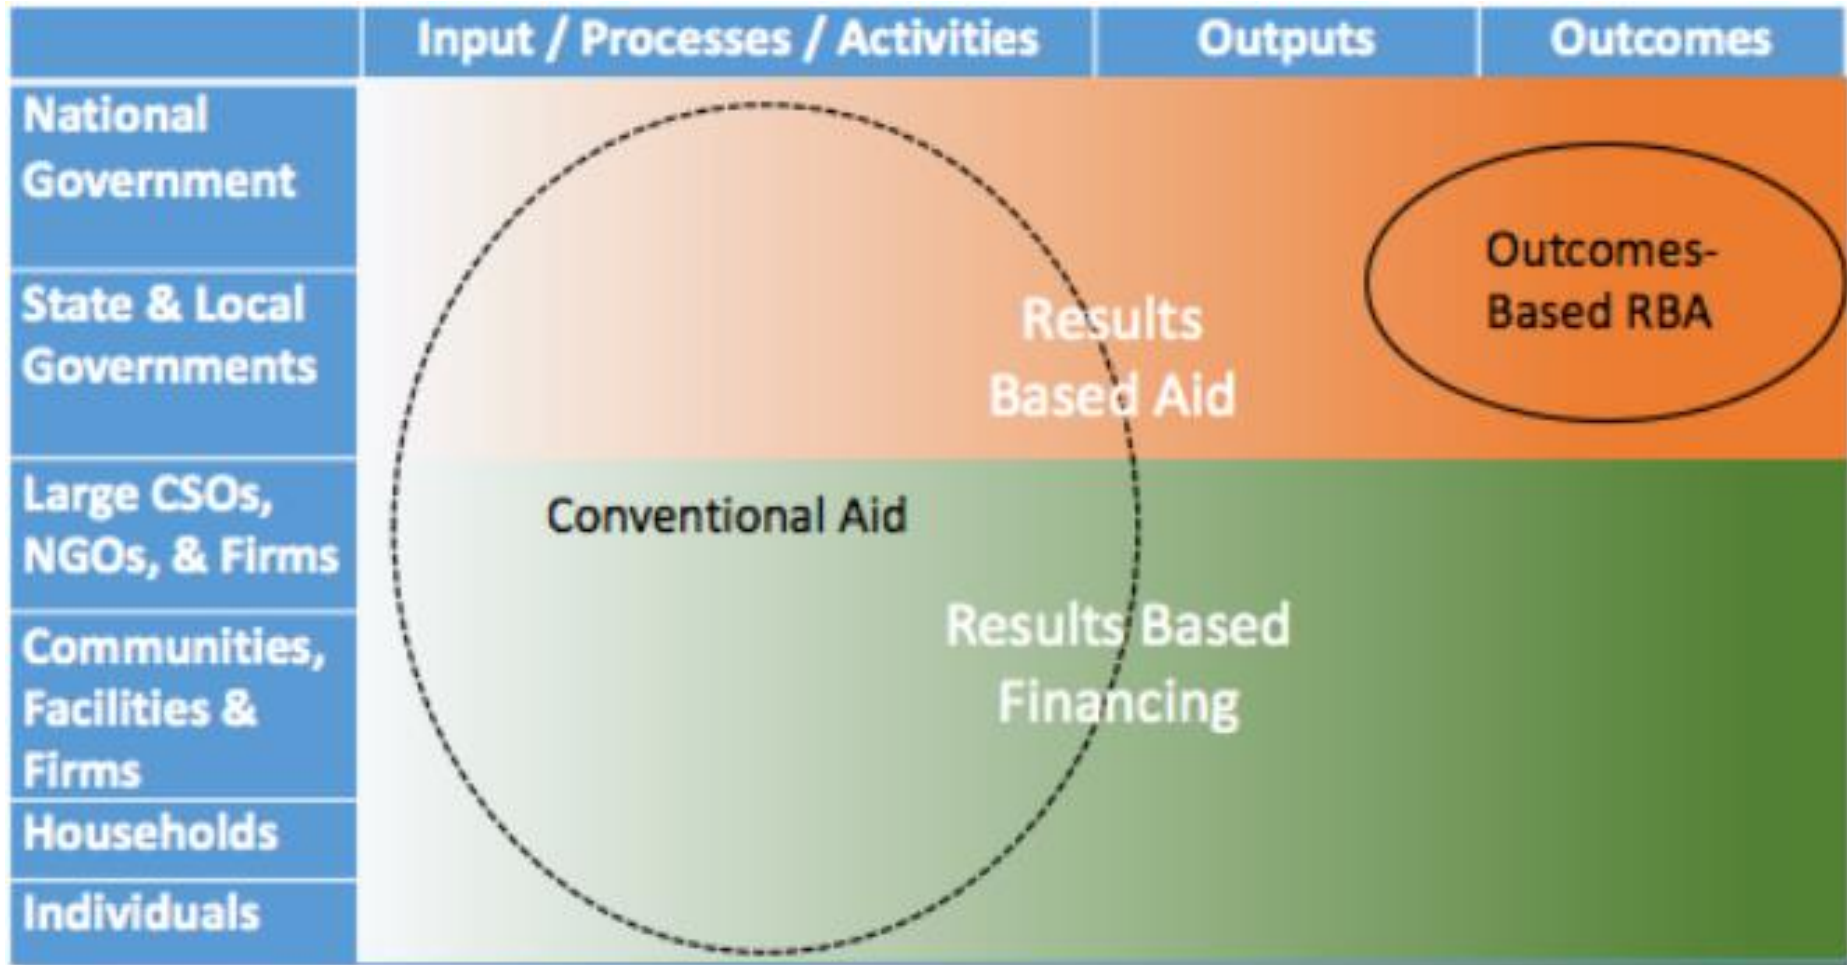 Input / Processes / Activities
Outputs
Outcomes
National
Government
State & Local
Governments
Large CSOs,
NGOs, & Firms
Communities,
Facilities &
Firms
Households
Individuals
Outcomes-
Based RBA
Results
Based Aid
Conventional Aid
Results Based
Financing